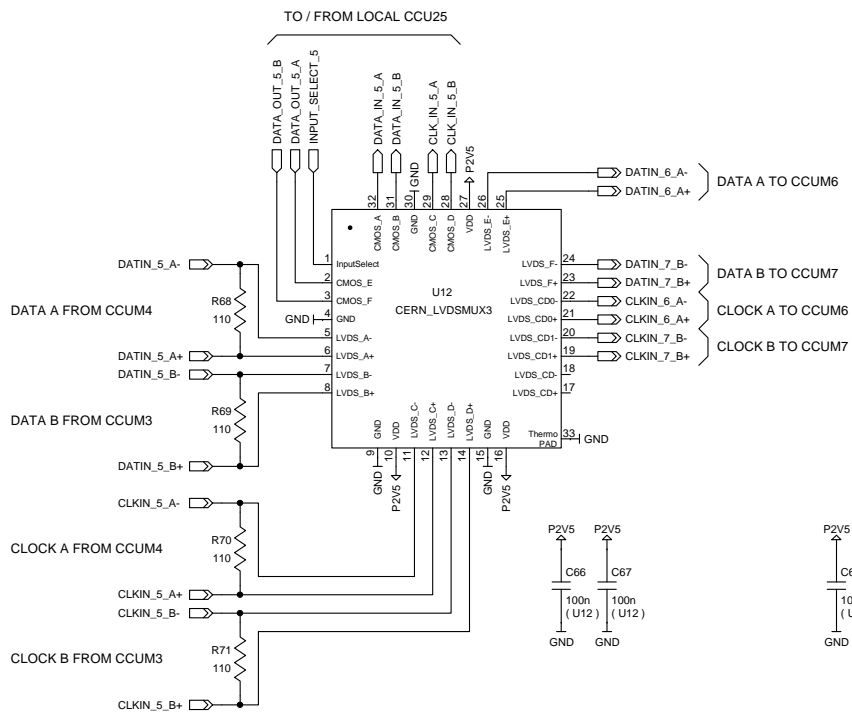 TO / FROM LOCAL CCU25
DATA_OUT_5_B
DATA_OUT_5_A
INPUT_SELECT_5
DATA_IN_5_A
DATA_IN_5_B
GND
CLK_IN_5_A
CLK_IN_5_B
P2V5
32 31 30 29 28 27 26 25
CMOS_A
CMOS_B
GND
CMOS_C
CMOS_D
VDD
LVDS_E-
LVDS_E+
DATIN_6_A-
DATIN_6_A+
DATA A TO CCUM6
U12
CERN_LVDSMUX3
1 InputSelect
2 CMOS_E
3 CMOS_F
GND 4 GND
5 LVDS_A-
6 LVDS_A+
7 LVDS_B-
8 LVDS_B+
LVDS_F- 24 DATIN_7_B-
LVDS_F+ 23 DATIN_7_B+
DATA B TO CCUM7
LVDS_CD0- 22 CLKIN_6_A-
LVDS_CD0+ 21 CLKIN_6_A+
CLOCK A TO CCUM6
LVDS_CD1- 20 CLKIN_7_B-
LVDS_CD1+ 19 CLKIN_7_B+
CLOCK B TO CCUM7
LVDS_CD- 18
LVDS_CD+ 17
Thermo
PAD
33 GND
DATIN_5_A-
DATA A FROM CCUM4
R68
110
DATIN_5_A+
DATIN_5_B-
DATA B FROM CCUM3
R69
110
DATIN_5_B+
GND
VDD
LVDS_C-
LVDS_C+
LVDS_D-
LVDS_D+
GND
VDD
9 10 11 12 13 14 15 16
GND
P2V5
GND
P2V5
CLKIN_5_A-
CLOCK A FROM CCUM4
R70
110
CLKIN_5_A+
CLKIN_5_B-
CLOCK B FROM CCUM3
R71
110
CLKIN_5_B+
P2V5
C66
100n
( U12 )
GND
P2V5
C67
100n
( U12 )
GND
P2V5
GND